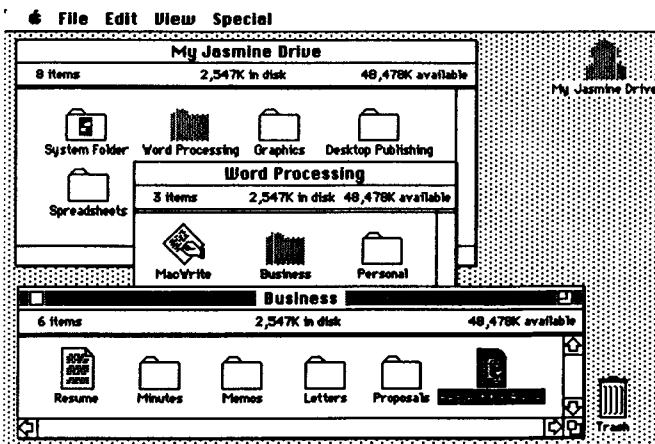 File Edit View Special
My Jasmine Drive
8 items 2,547K in disk 48,478K available
My Jasmine Drive
System Folder Word Processing Graphics Desktop Publishing
Word Processing
Spreadsheets
3 items 2,547K in disk 48,478K available
MacWrite Business Personal
Business
6 items 2,547K in disk 48,478K available
Resume Minutes Memos Letters Proposals
Trash